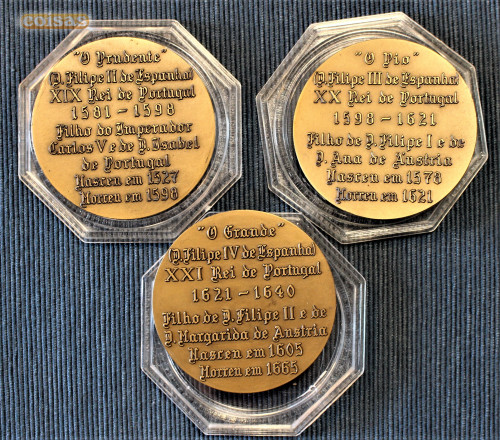 coisas
"O Prudente"
(D. Filipe II de Espanha)
XIX Rei de Portugal
1581 - 1598
Filho do Imperador
Carlos V e de D. Isabel
de Portugal
Nasceu em 1527
Morreu em 1598
"O Pio"
(D. Filipe III de Espanha)
XX Rei de Portugal
1598 - 1621
Filho de D. Filipe I e de
D. Ana de Austria
Nasceu em 1578
Morreu em 1621
"O Grande"
(D. Filipe IV de Espanha)
XXI Rei de Portugal
1621 - 1640
Filho de D. Filipe II e de
D. Margarida de Austria
Nasceu em 1605
Morreu em 1665